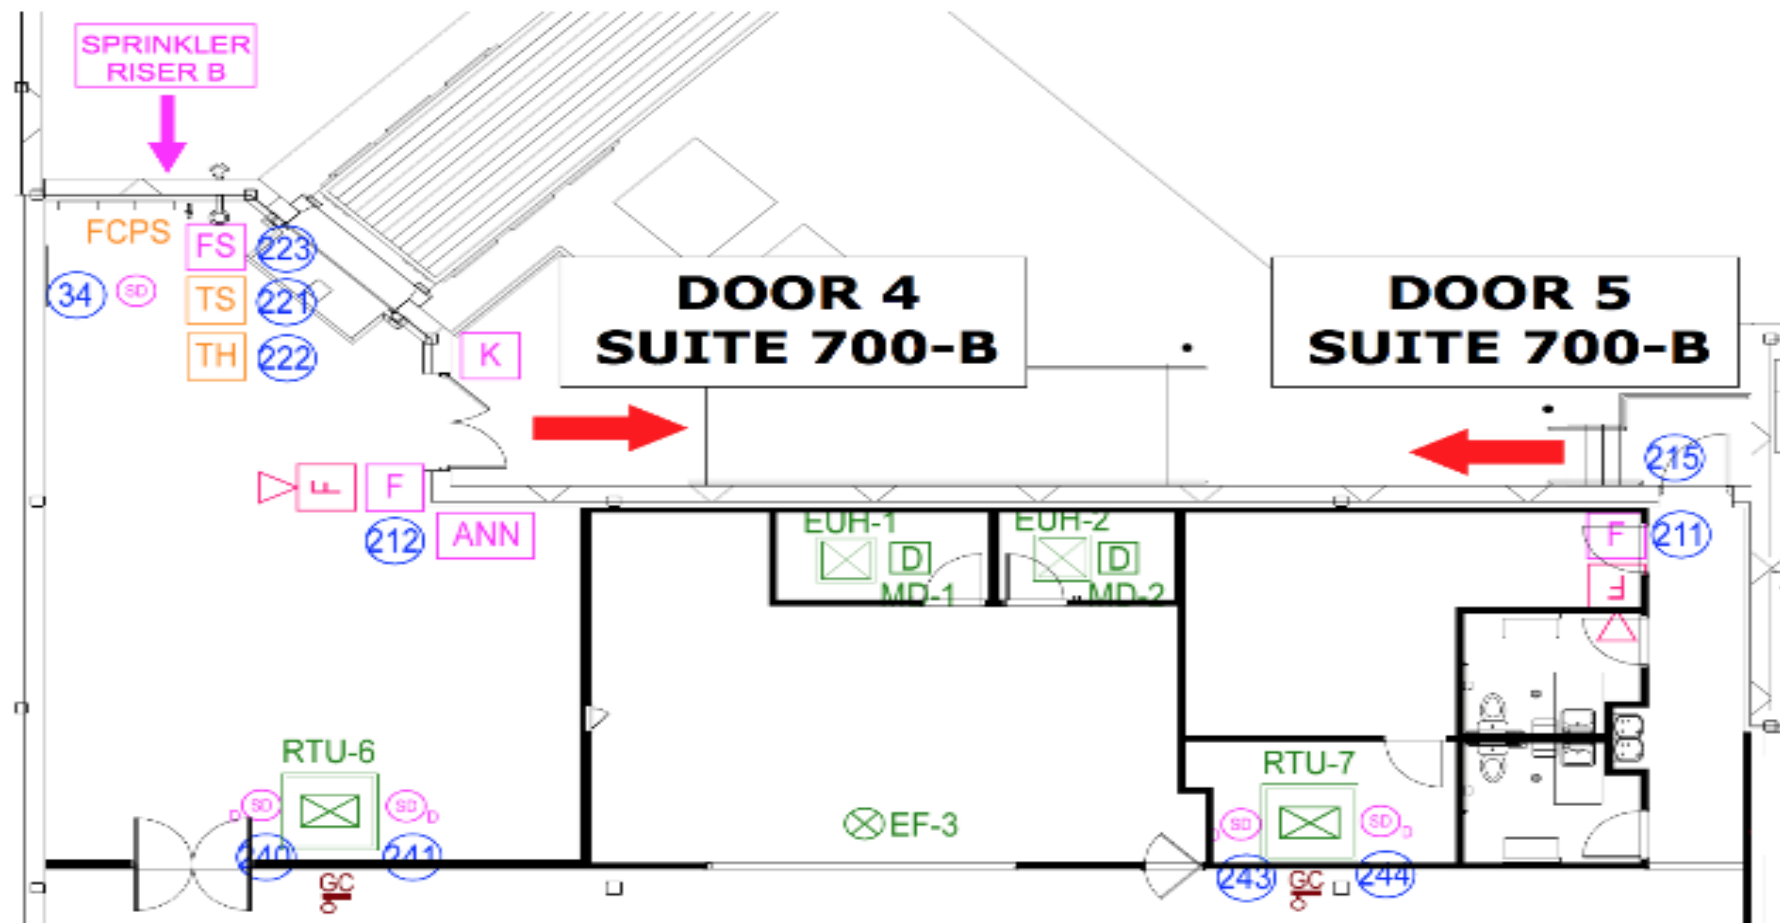 SPRINKLER
RISER B
FCPS
FS 223
34 SD
TS 221
TH 222
K
DOOR 4
SUITE 700-B
DOOR 5
SUITE 700-B
215
F F
212 ANN
EUH-1
D
MD-1
EUH-2
D
MD-2
F 211
F
RTU-6
SD D
SD D
240 241
GC
EF-3
RTU-7
D SD
SD D
243 244
GC